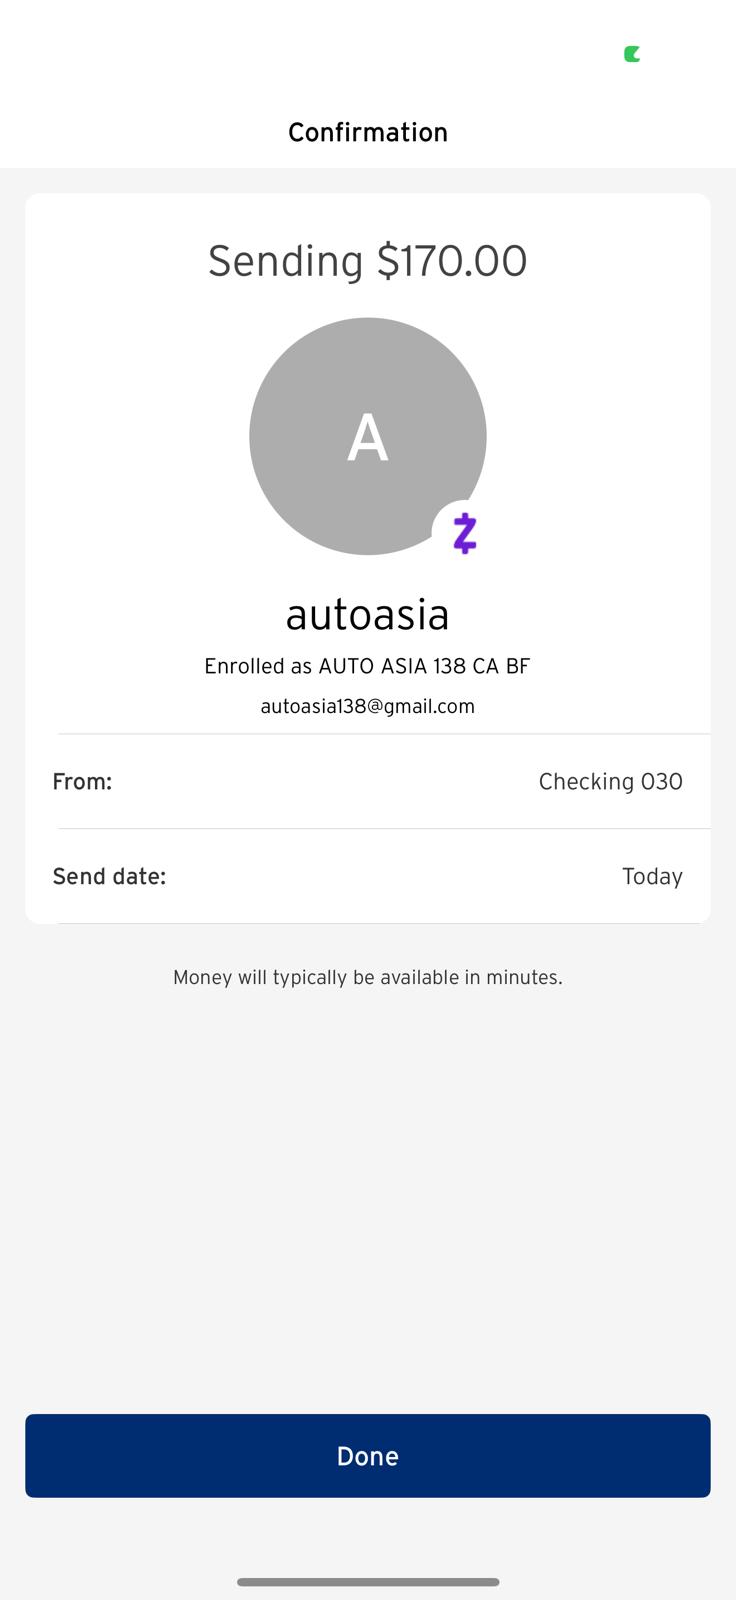 Confirmation
Sending $170.00
A
autoasia
Enrolled as AUTO ASIA 138 CA BF
autoasia138@gmail.com
From: Checking 030
Send date: Today
Money will typically be available in minutes.
Done